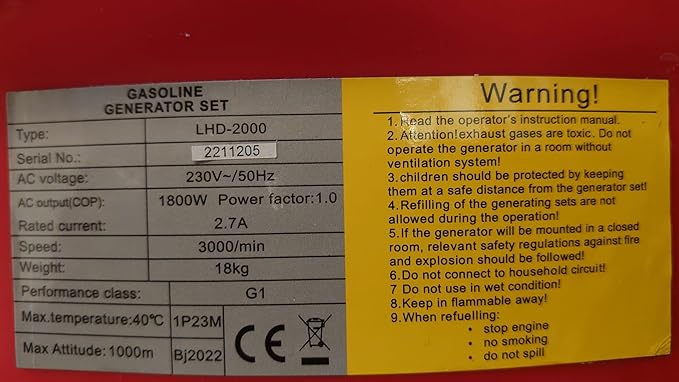 GASOLINE
GENERATOR SET
Type: LHD-2000
Serial No.: 2211205
AC voltage: 230V~/50Hz
AC output(COP): 1800W Power factor:1.0
Rated current: 2.7A
Speed: 3000/min
Weight: 18kg
Performance class: G1
Max.temperature:40℃ 1P23M
Max Attitude:1000m Bj2022
CE
Warning!
1. Read the operator's instruction manual.
2. Attention!exhaust gases are toxic. Do not
operate the generator in a room without
ventilation system!
3.children should be protected by keeping
them at a safe distance from the generator set!
4.Refilling of the generating sets are not
allowed during the operation!
5.If the generator will be mounted in a closed
room, relevant safety regulations against fire
and explosion should be followed!
6.Do not connect to household circuit!
7 Do not use in wet condition!
8.Keep in flammable away!
9.When refuelling:
• stop engine
• no smoking
• do not spill